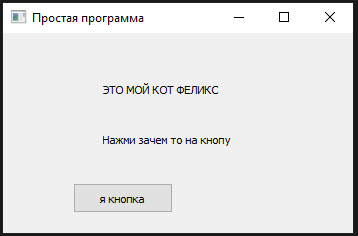 Простая программа
ЭТО МОЙ КОТ ФЕЛИКС
Нажми зачем то на кнопу
я кнопка